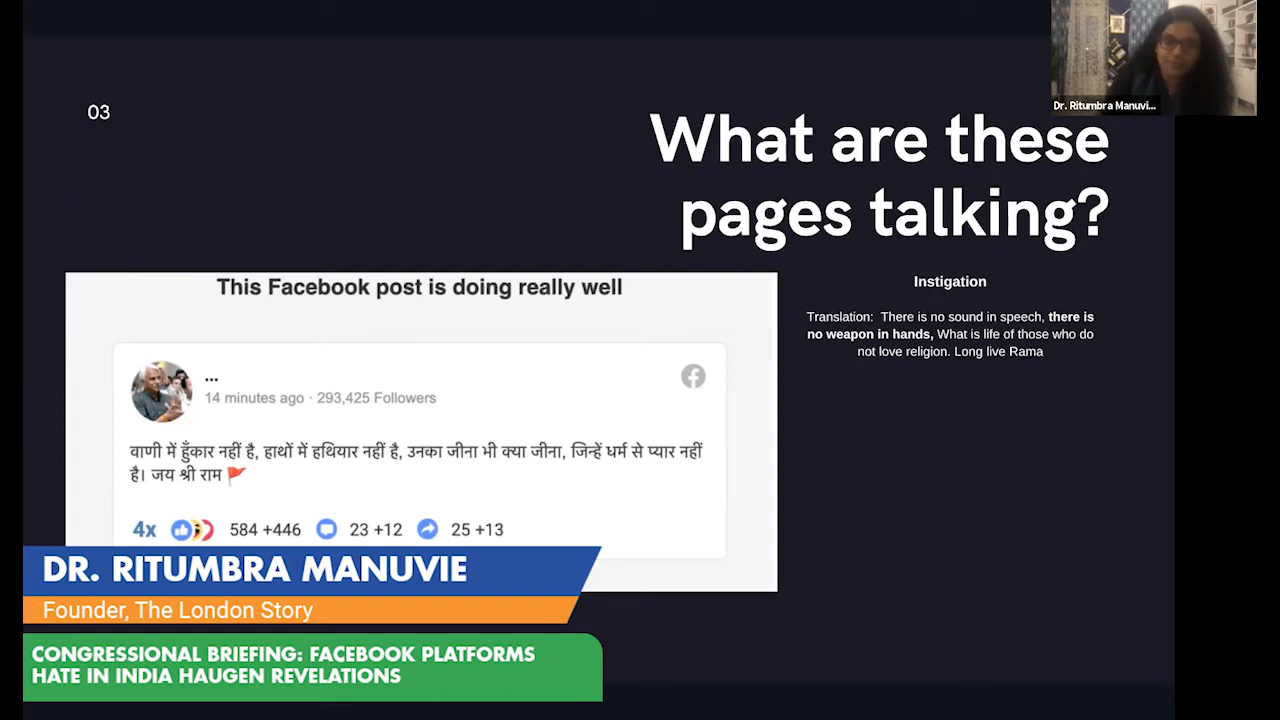 03
Dr. Ritumbra Manuvi...
What are these
pages talking?
This Facebook post is doing really well
...
14 minutes ago · 293,425 Followers
वाणी में हुँकार नहीं है, हाथों में हथियार नहीं है, उनका जीना भी क्या जीना, जिन्हें धर्म से प्यार नहीं
है। जय श्री राम 🚩
4x 584 +446 23 +12 25 +13
Instigation
Translation: There is no sound in speech, there is
no weapon in hands, What is life of those who do
not love religion. Long live Rama
DR. RITUMBRA MANUVIE
Founder, The London Story
CONGRESSIONAL BRIEFING: FACEBOOK PLATFORMS
HATE IN INDIA HAUGEN REVELATIONS